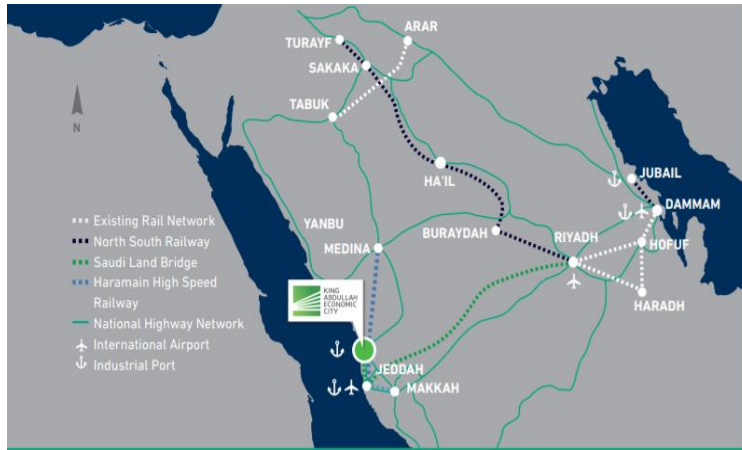 ARAR
TURAYF
SAKAKA
TABUK
N
HA'IL
JUBAIL
DAMMAM
YANBU
MEDINA
BURAYDAH
RIYADH
HOFUF
HARADH
Existing Rail Network
North South Railway
Saudi Land Bridge
Haramain High Speed
Railway
National Highway Network
International Airport
Industrial Port
KING
ABDULLAH
ECONOMIC
CITY
JEDDAH
MAKKAH